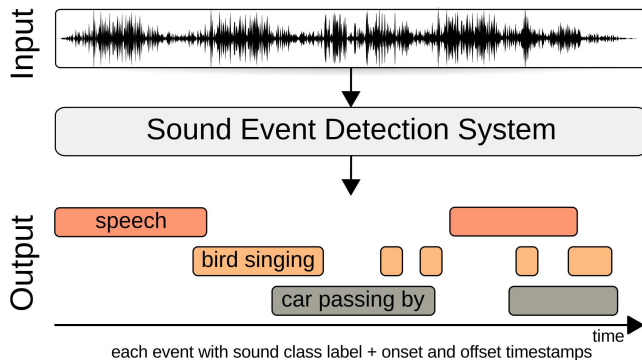 Input
Sound Event Detection System
Output
speech
bird singing
car passing by
time
each event with sound class label + onset and offset timestamps